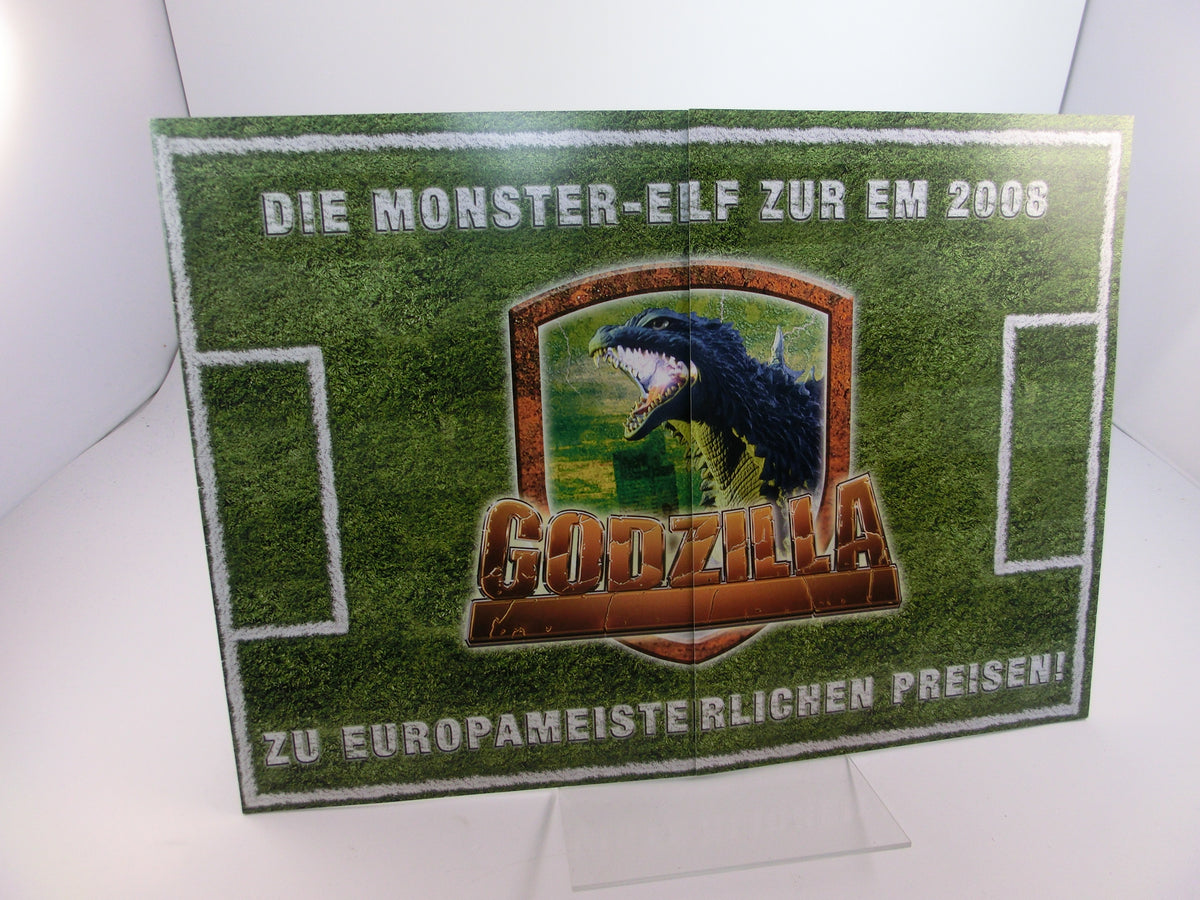 DIE MONSTER-ELF ZUR EM 2008
GODZILLA
ZU EUROPAMEISTERLICHEN PREISEN!